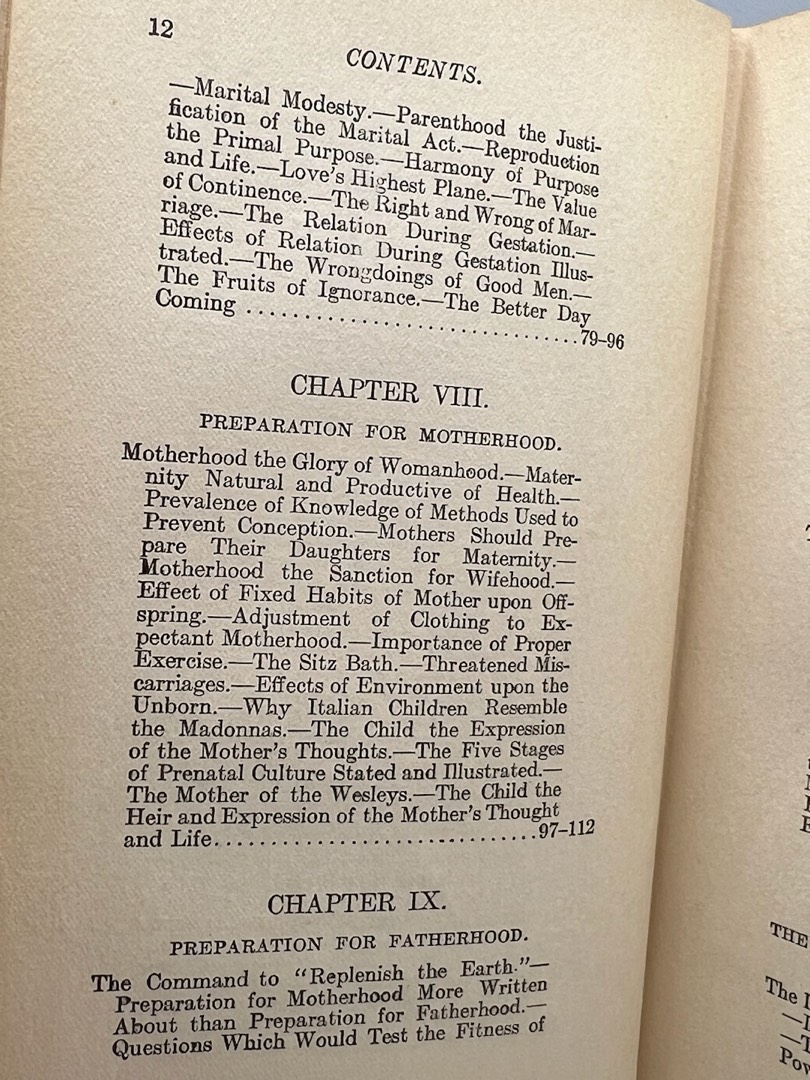 12
CONTENTS.
—Marital Modesty.—Parenthood the Justi-
fication of the Marital Act.—Reproduction
the Primal Purpose.—Harmony of Purpose
and Life.—Love's Highest Plane.—The Value
of Continence.—The Right and Wrong of Mar-
riage.—The Relation During Gestation.—
Effects of Relation During Gestation Illus-
trated.—The Wrongdoings of Good Men.—
The Fruits of Ignorance.—The Better Day
Coming ................................79–96
CHAPTER VIII.
PREPARATION FOR MOTHERHOOD.
Motherhood the Glory of Womanhood.—Mater-
nity Natural and Productive of Health.—
Prevalence of Knowledge of Methods Used to
Prevent Conception.—Mothers Should Pre-
pare Their Daughters for Maternity.—
Motherhood the Sanction for Wifehood.—
Effect of Fixed Habits of Mother upon Off-
spring.—Adjustment of Clothing to Ex-
pectant Motherhood.—Importance of Proper
Exercise.—The Sitz Bath.—Threatened Mis-
carriages.—Effects of Environment upon the
Unborn.—Why Italian Children Resemble
the Madonnas.—The Child the Expression
of the Mother's Thoughts.—The Five Stages
of Prenatal Culture Stated and Illustrated.—
The Mother of the Wesleys.—The Child the
Heir and Expression of the Mother's Thought
and Life..............................97–112
CHAPTER IX.
PREPARATION FOR FATHERHOOD.
The Command to "Replenish the Earth."—
Preparation for Motherhood More Written
About than Preparation for Fatherhood.—
Questions Which Would Test the Fitness of
THE
The